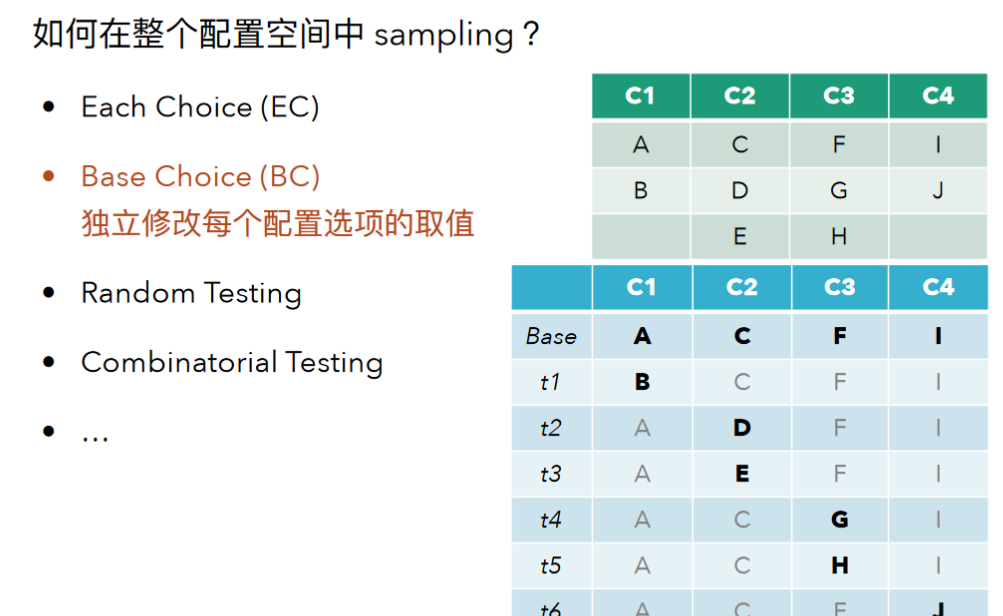 如何在整个配置空间中 sampling？
• Each Choice (EC)
• Base Choice (BC)
独立修改每个配置选项的取值
• Random Testing
• Combinatorial Testing
• …
C1 C2 C3 C4
A C F I
B D G J
E H
C1 C2 C3 C4
Base A C F I
t1 B C F I
t2 A D F I
t3 A E F I
t4 A C G I
t5 A C H I
t6 A C F J